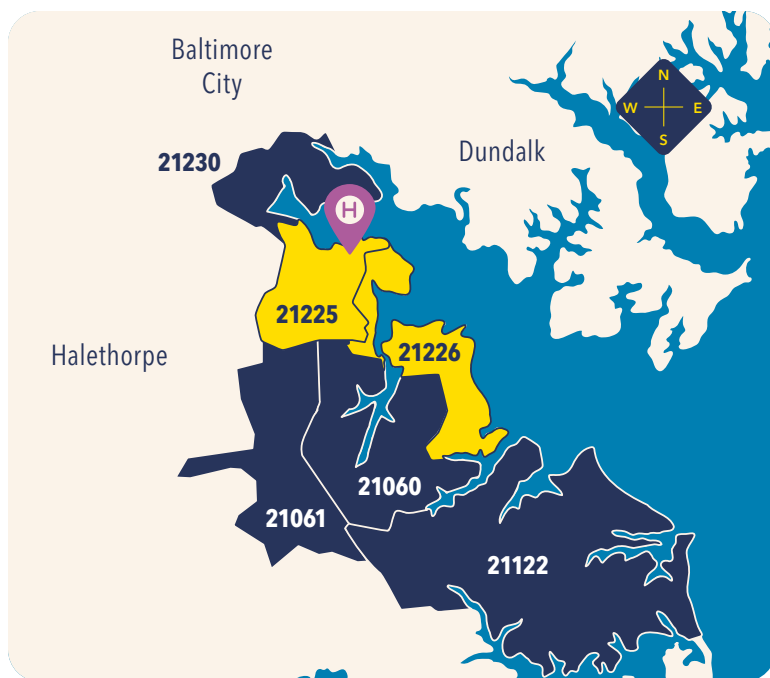 Baltimore
City
N
W E
S
Dundalk
21230
H
21225
Halethorpe
21226
21060
21061
21122